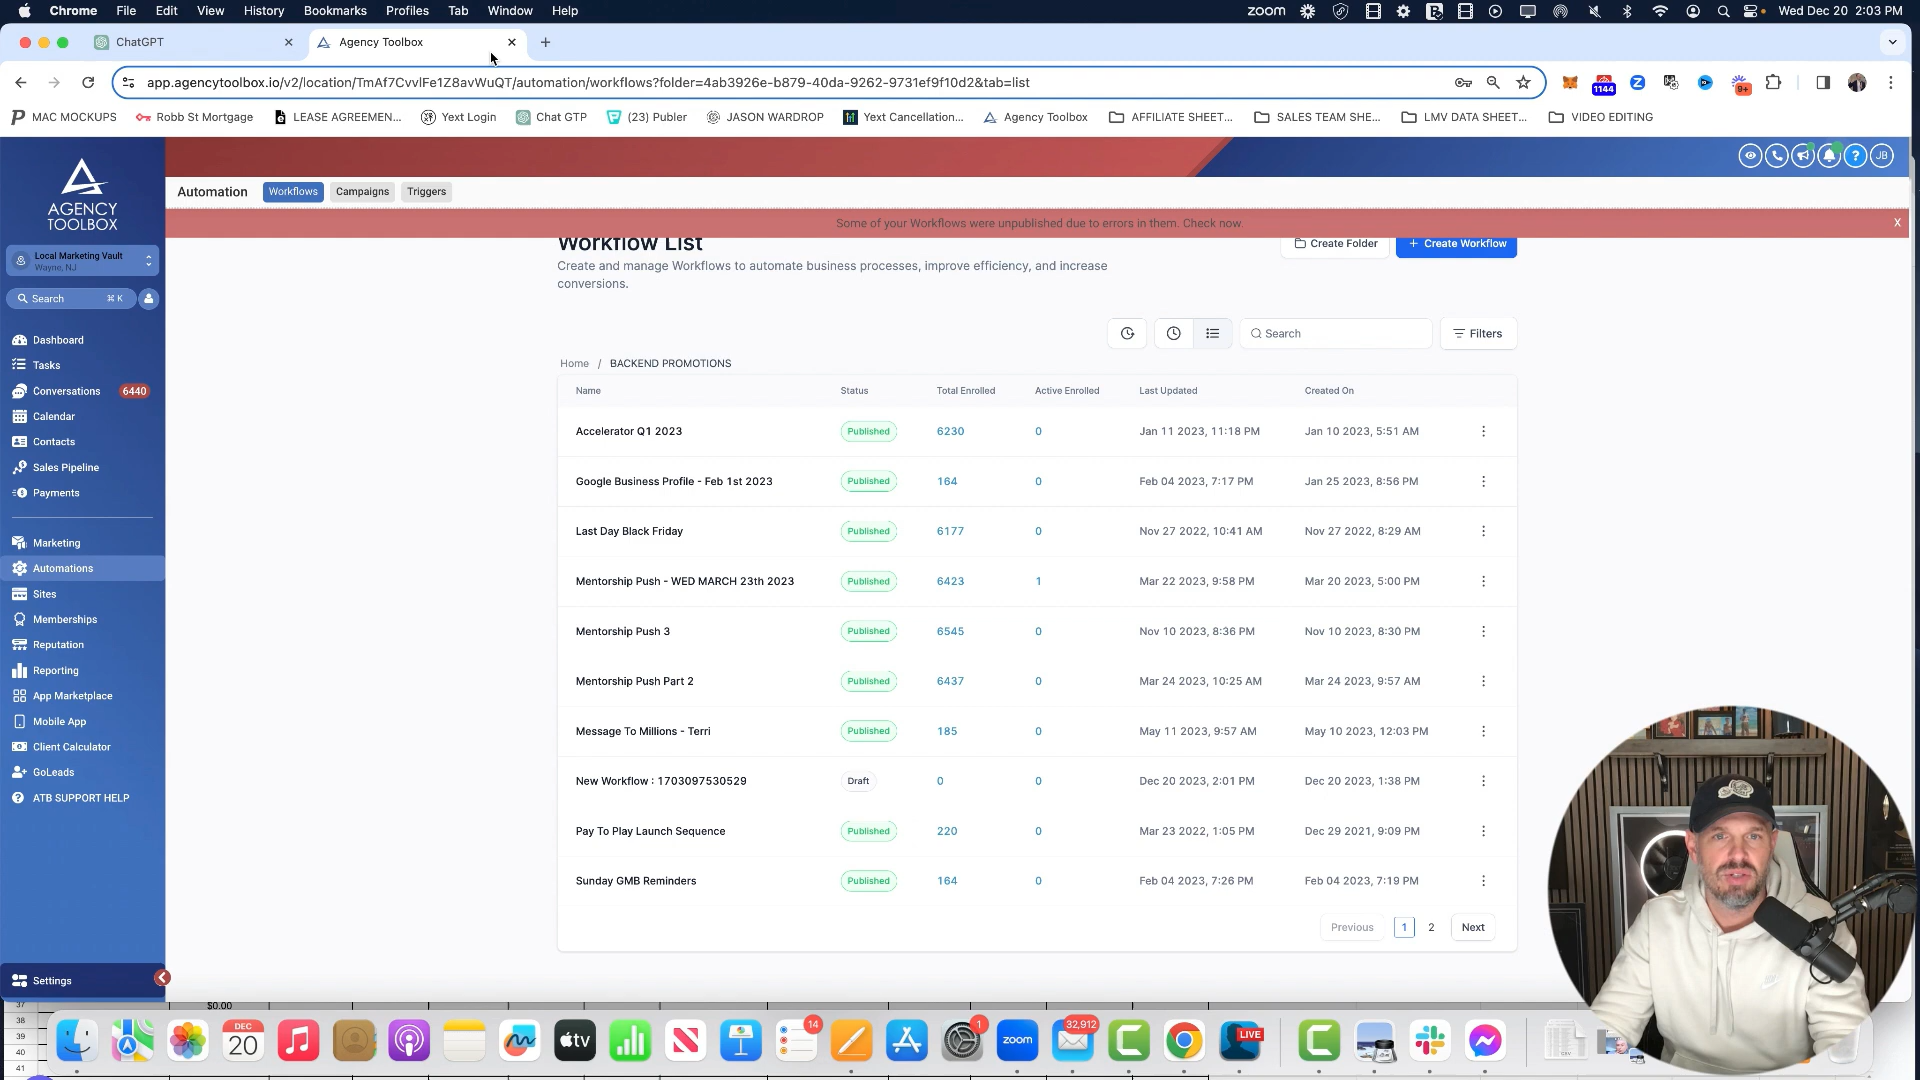 Chrome File Edit View History Bookmarks Profiles Tab Window Help zoom Wed Dec 20 2:03 PM
ChatGPT Agency Toolbox
app.agencytoolbox.io/v2/location/TmAf7CvvlFe1Z8avWuQT/automation/workflows?folder=4ab3926e-b879-40da-9262-9731ef9f10d2&tab=list 1144 9+
MAC MOCKUPS Robb St Mortgage LEASE AGREEMEN... Yext Login Chat GTP (23) Publer JASON WARDROP Yext Cancellation... Agency Toolbox AFFILIATE SHEET... SALES TEAM SHE... LMV DATA SHEET... VIDEO EDITING
AGENCY
TOOLBOX
Local Marketing Vault
Wayne, NJ
Search ⌘ K
Dashboard
Tasks
Conversations 6440
Calendar
Contacts
Sales Pipeline
Payments
Marketing
Automations
Sites
Memberships
Reputation
Reporting
App Marketplace
Mobile App
Client Calculator
GoLeads
ATB SUPPORT HELP
Settings
JB
Automation Workflows Campaigns Triggers
Some of your Workflows were unpublished due to errors in them. Check now. X
Workflow List Create Folder + Create Workflow
Create and manage Workflows to automate business processes, improve efficiency, and increase
conversions.
Search Filters
Home / BACKEND PROMOTIONS
Name Status Total Enrolled Active Enrolled Last Updated Created On
Accelerator Q1 2023 Published 6230 0 Jan 11 2023, 11:18 PM Jan 10 2023, 5:51 AM
Google Business Profile - Feb 1st 2023 Published 164 0 Feb 04 2023, 7:17 PM Jan 25 2023, 8:56 PM
Last Day Black Friday Published 6177 0 Nov 27 2022, 10:41 AM Nov 27 2022, 8:29 AM
Mentorship Push - WED MARCH 23th 2023 Published 6423 1 Mar 22 2023, 9:58 PM Mar 20 2023, 5:00 PM
Mentorship Push 3 Published 6545 0 Nov 10 2023, 8:36 PM Nov 10 2023, 8:30 PM
Mentorship Push Part 2 Published 6437 0 Mar 24 2023, 10:25 AM Mar 24 2023, 9:57 AM
Message To Millions - Terri Published 185 0 May 11 2023, 9:57 AM May 10 2023, 12:03 PM
New Workflow : 1703097530529 Draft 0 0 Dec 20 2023, 2:01 PM Dec 20 2023, 1:38 PM
Pay To Play Launch Sequence Published 220 0 Mar 23 2022, 1:05 PM Dec 29 2021, 9:09 PM
Sunday GMB Reminders Published 164 0 Feb 04 2023, 7:26 PM Feb 04 2023, 7:19 PM
Previous 1 2 Next
37 $0.00
38
39
40
41
DEC
20
tv
14
1
zoom
32,912
LIVE